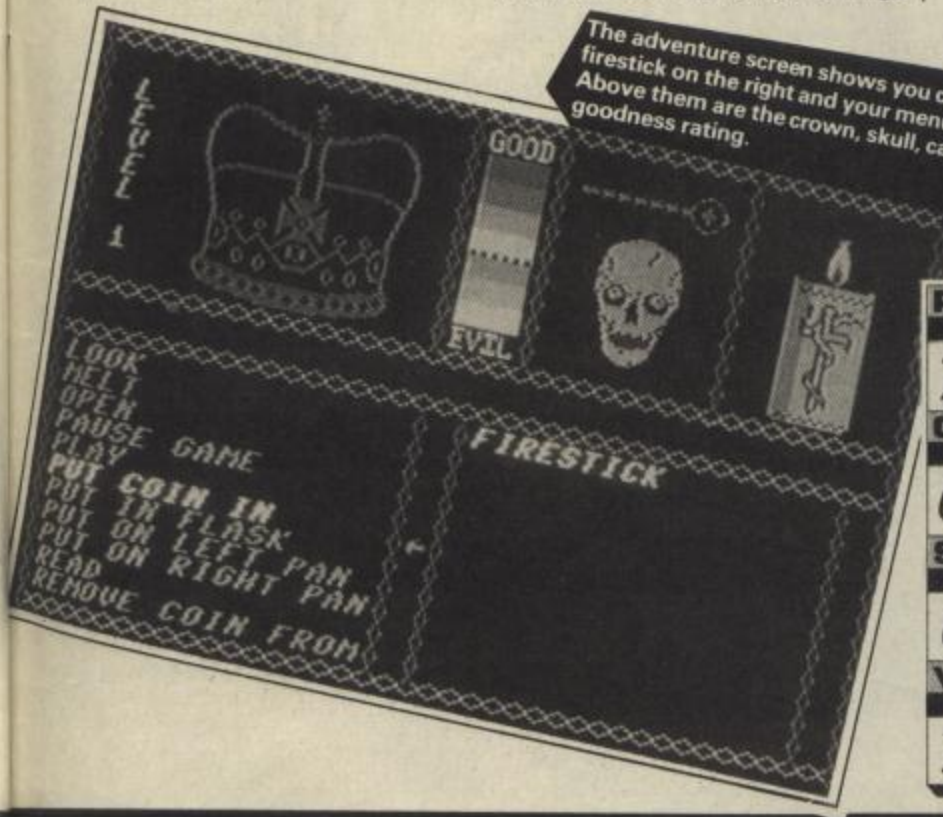 The adventure screen shows you
firestick on the right and your
Above them are the crown, skull,
goodness rating.
LEVEL 1
GOOD
EVIL
LOOK
MELT
OPEN
PAUSE GAME
PLAY
PUT COIN IN
PUT IN FLASK
PUT ON LEFT PAN
PUT ON RIGHT PAN
READ
REMOVE COIN FROM
FIRESTICK